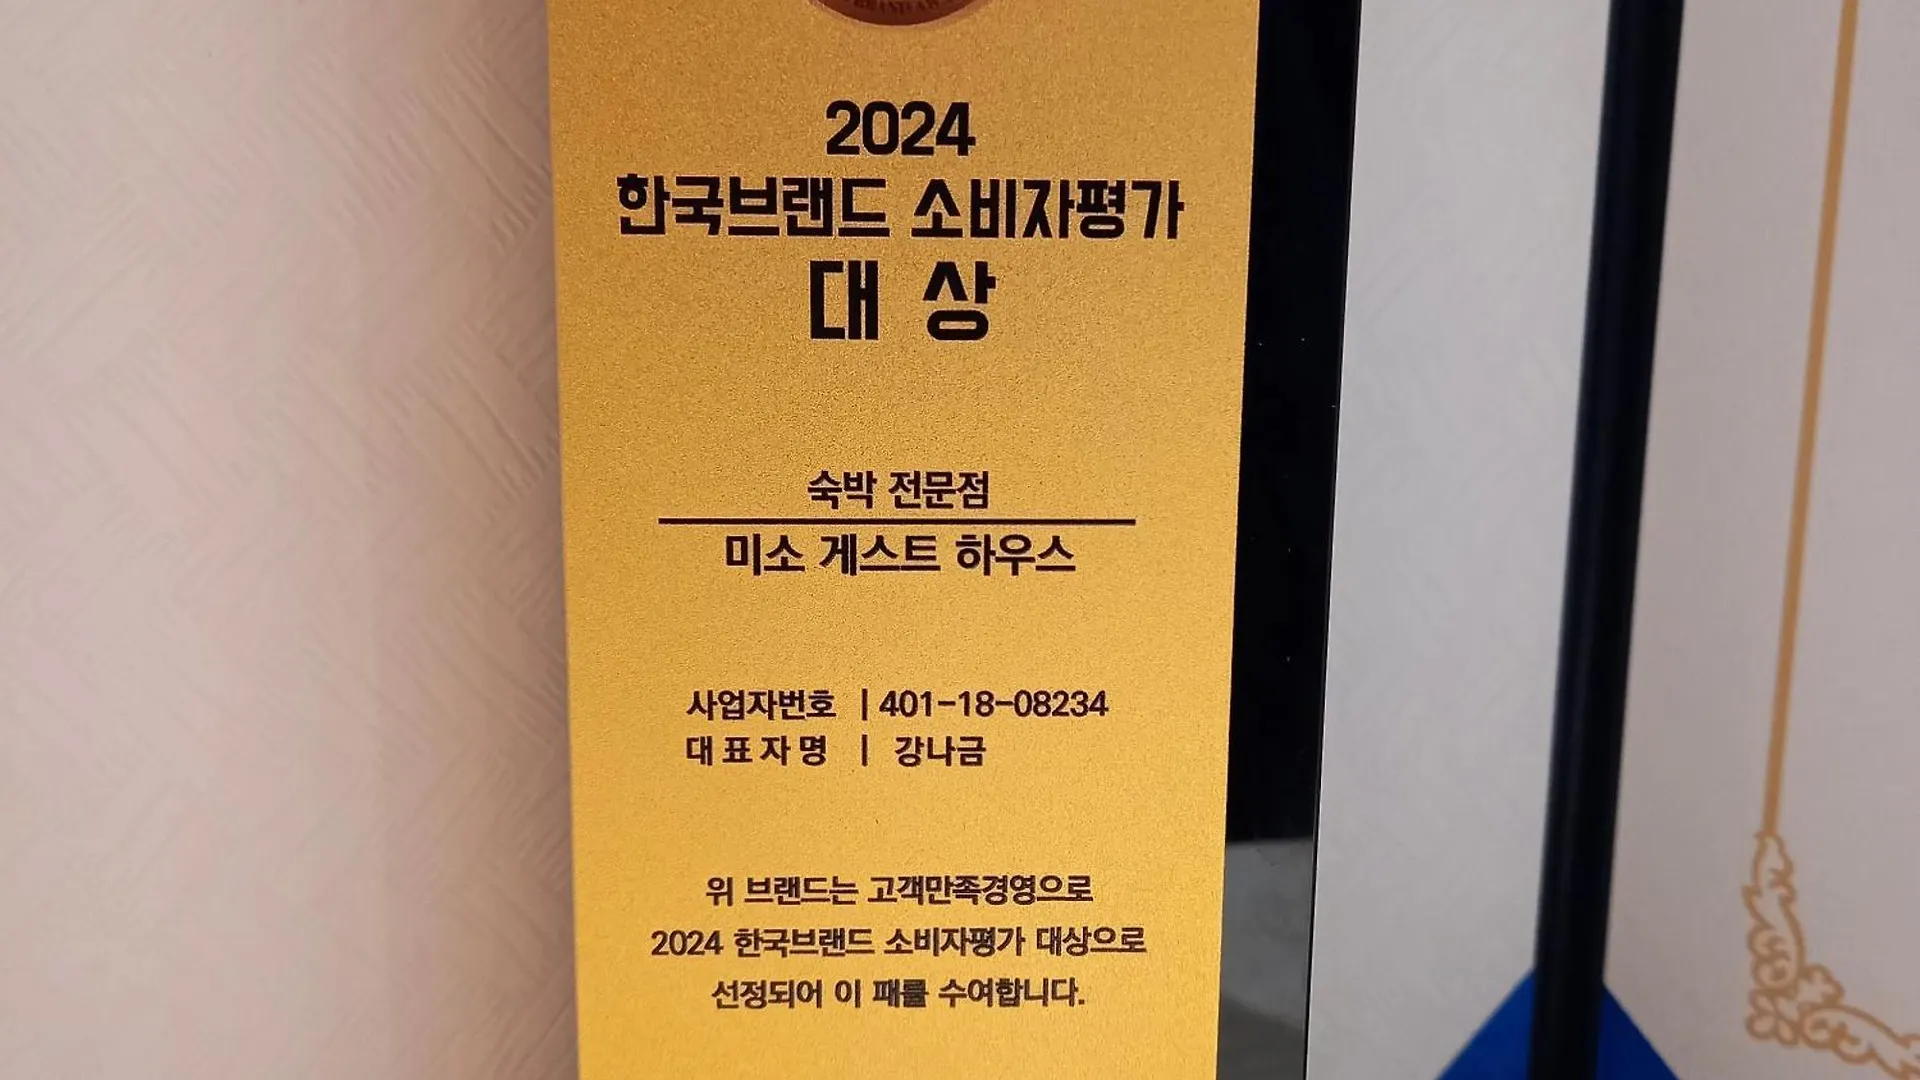 2024
한국브랜드 소비자평가
대 상
숙박 전문점
미소 게스트 하우스
사업자번호 | 401-18-08234
대표자명 | 강나금
위 브랜드는 고객만족경영으로
2024 한국브랜드 소비자평가 대상으로
선정되어 이 패를 수여합니다.